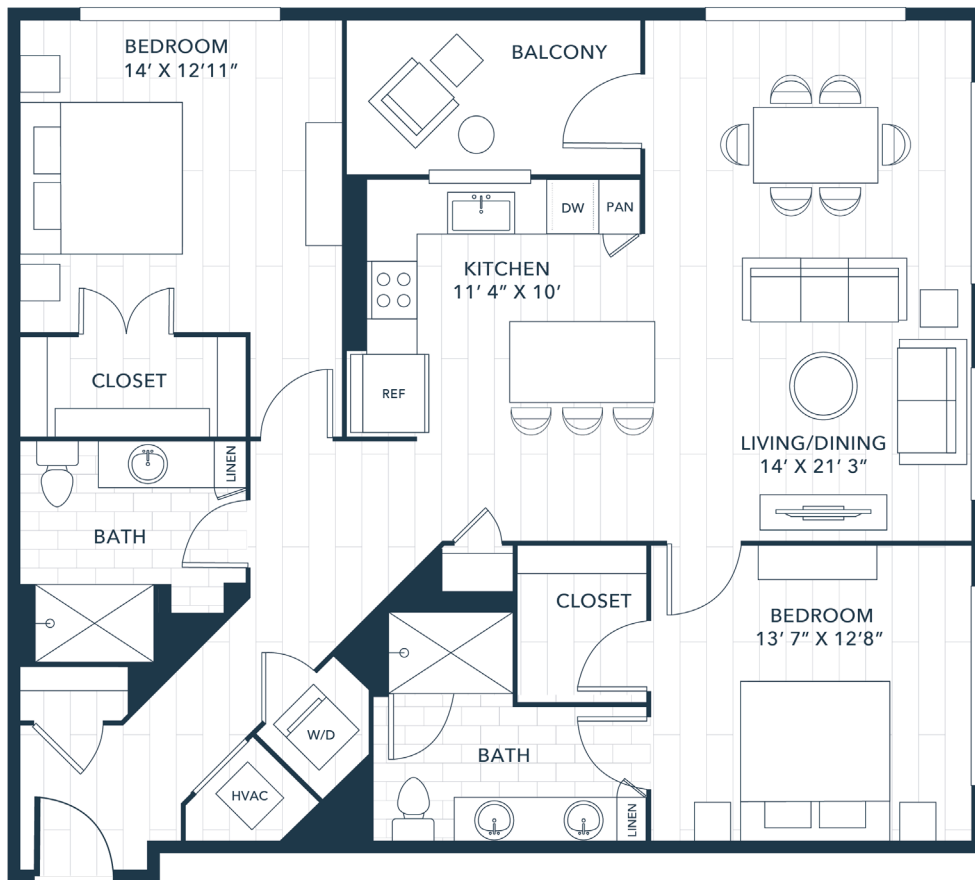 BEDROOM
14’ X 12’11”
BALCONY
DW
PAN
KITCHEN
11’ 4” X 10’
CLOSET
REF
LIVING/DINING
14’ X 21’ 3”
LINEN
BATH
CLOSET
BEDROOM
13’ 7” X 12’8”
W/D
BATH
HVAC
LINEN